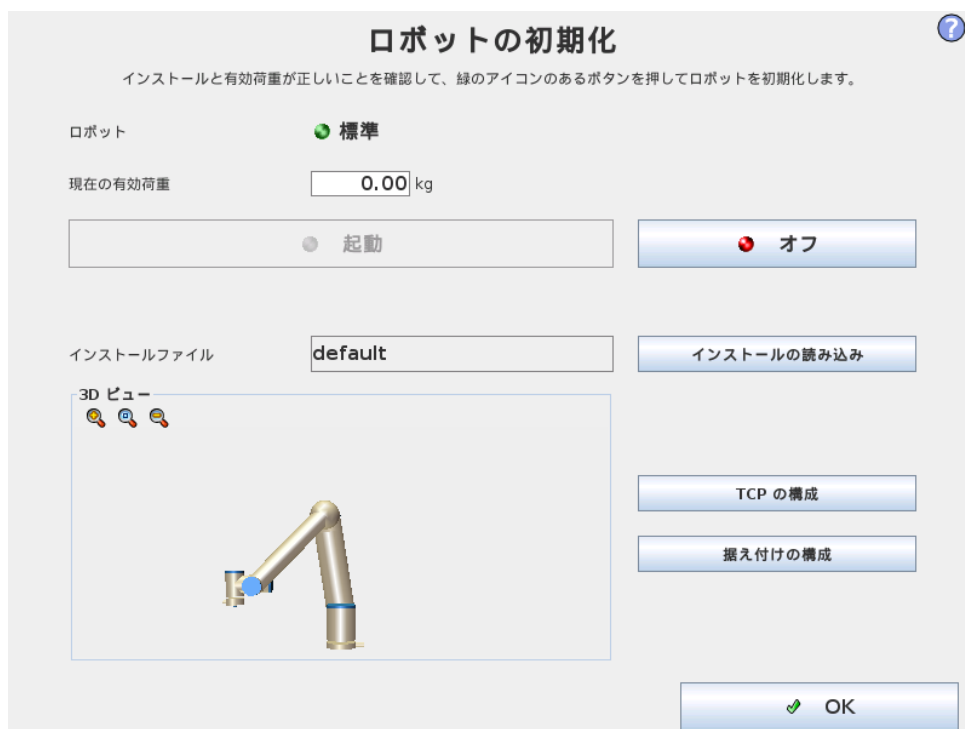 ロボットの初期化
?
インストールと有効荷重が正しいことを確認して、緑のアイコンのあるボタンを押してロボットを初期化します。
ロボット 標準
現在の有効荷重 0.00 kg
起動 オフ
インストールファイル default インストールの読み込み
3D ビュー
TCP の構成
据え付けの構成
OK